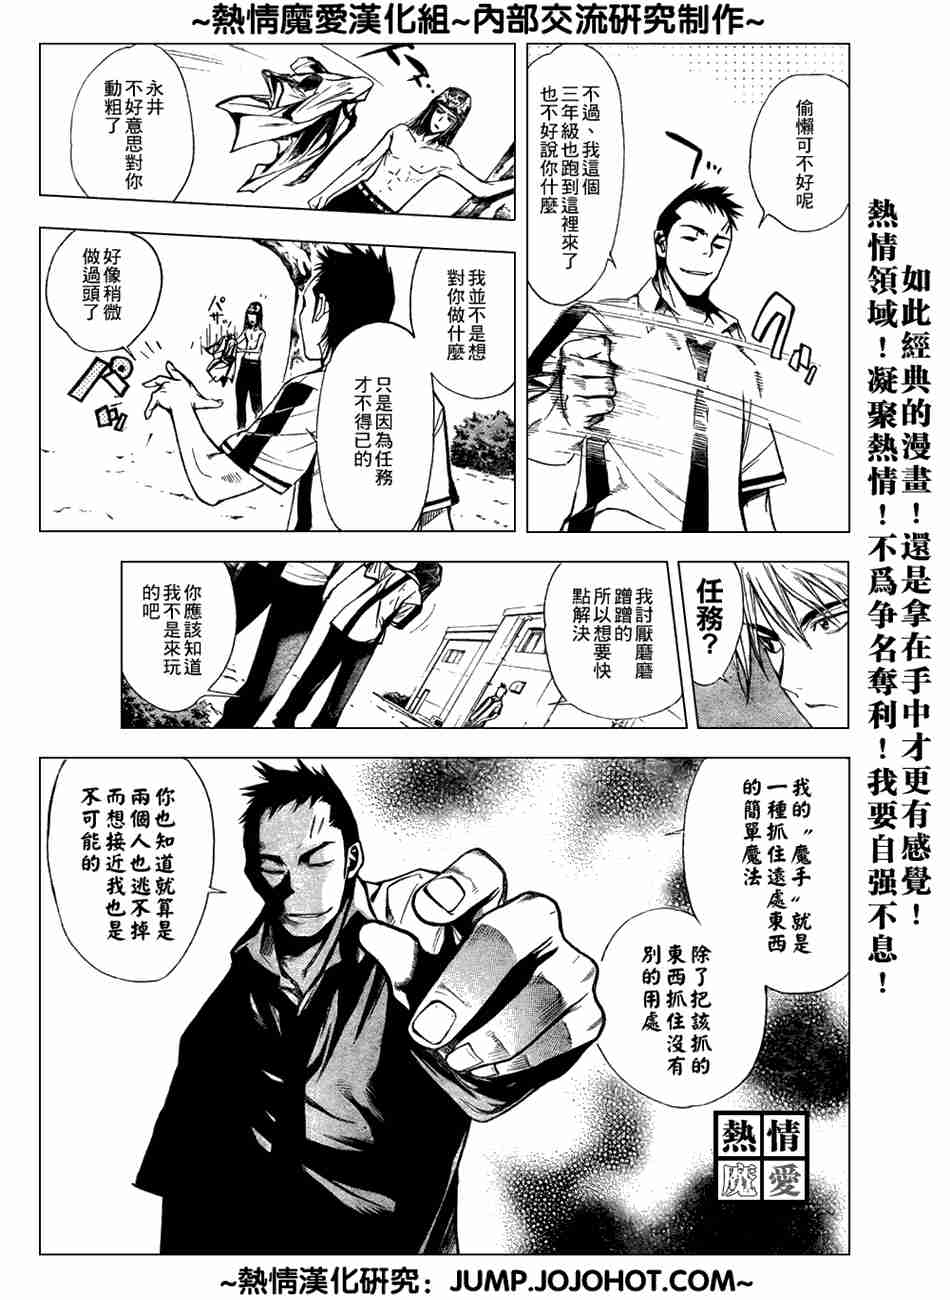 ~熱情魔愛漢化組~內部交流研究制作~
偷懶可不好呢
不過、我這個
三年級也跑到這裡來了
也不好說你什麼
永井
不好意思對你
動粗了
我並不是想
對你做什麼
只是因為任務
才不得已的
好像稍微
做過頭了
パサッ
任務？
我討厭磨磨
蹭蹭的
所以想要快
點解決
你應該知道
我不是來玩
的吧
我的〝魔手〞就是
一種抓住遠處東西
的簡單魔法
除了把該抓的
東西抓住沒有
別的用處
你也知道就算是
兩個人也逃不掉
而想接近我也是
不可能的
熱情
魔愛
如此經典的漫畫！還是拿在手中才更有感覺！
熱情領域！凝聚熱情！不爲争名奪利！我要自强不息！
~熱情漢化研究：JUMP.JOJOHOT.COM~